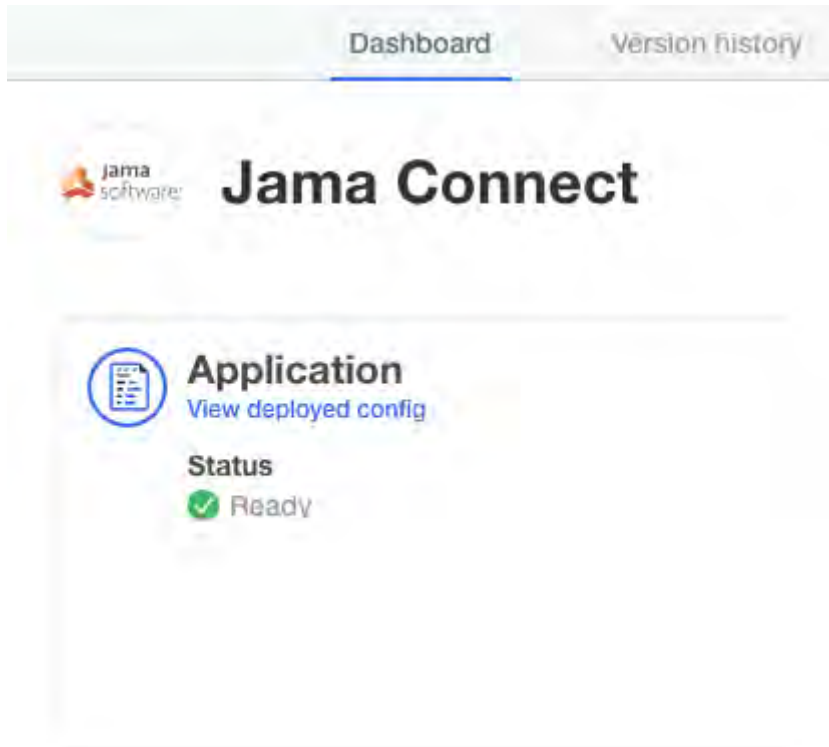 Dashboard Version history
jama
software
Jama Connect
Application
View deployed config
Status
Ready